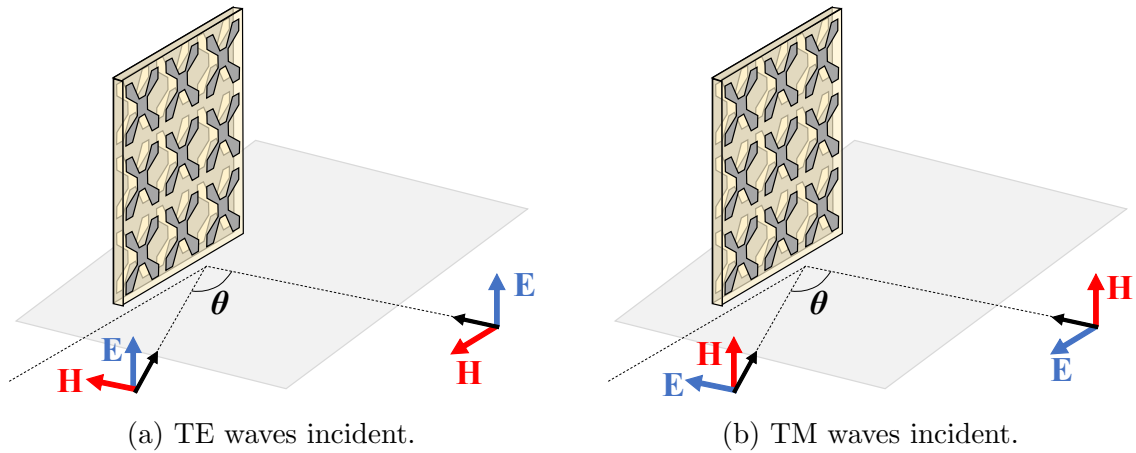 E
H
θ
E
H
H
E
θ
H
E
(a) TE waves incident.
(b) TM waves incident.